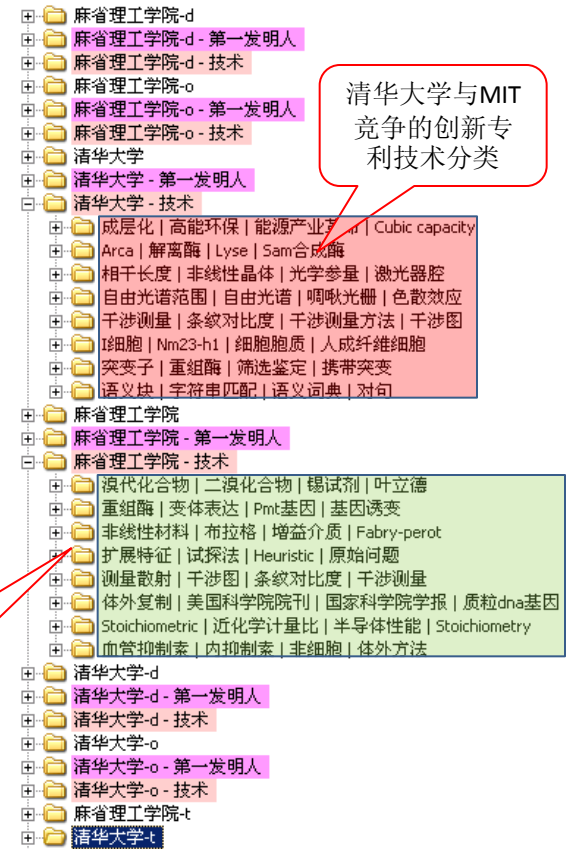 麻省理工学院-d
麻省理工学院-d - 第一发明人
麻省理工学院-d - 技术
麻省理工学院-o
麻省理工学院-o - 第一发明人
麻省理工学院-o - 技术
清华大学与MIT
竞争的创新专
利技术分类
清华大学
清华大学 - 第一发明人
清华大学 - 技术
成层化 | 高能环保 | 能源产业革命 | Cubic capacity
Arca | 解离酶 | Lyse | Sam合成酶
相干长度 | 非线性晶体 | 光学参量 | 激光器腔
自由光谱范围 | 自由光谱 | 啁啾光栅 | 色散效应
干涉测量 | 条纹对比度 | 干涉测量方法 | 干涉图
I细胞 | Nm23-h1 | 细胞胞质 | 人成纤维细胞
突变子 | 重组酶 | 筛选鉴定 | 携带突变
语义块 | 字符串匹配 | 语义词典 | 对句
麻省理工学院
麻省理工学院 - 第一发明人
麻省理工学院 - 技术
溴代化合物 | 二溴化合物 | 锡试剂 | 叶立德
重组酶 | 变体表达 | Pmt基因 | 基因诱变
非线性材料 | 布拉格 | 增益介质 | Fabry-perot
扩展特征 | 试探法 | Heuristic | 原始问题
测量散射 | 干涉图 | 条纹对比度 | 干涉测量
体外复制 | 美国科学院院刊 | 国家科学院学报 | 质粒dna基因
Stoichiometric | 近化学计量比 | 半导体性能 | Stoichiometry
血管抑制素 | 内抑制素 | 非细胞 | 体外方法
清华大学-d
清华大学-d - 第一发明人
清华大学-d - 技术
清华大学-o
清华大学-o - 第一发明人
清华大学-o - 技术
麻省理工学院-t
清华大学-t